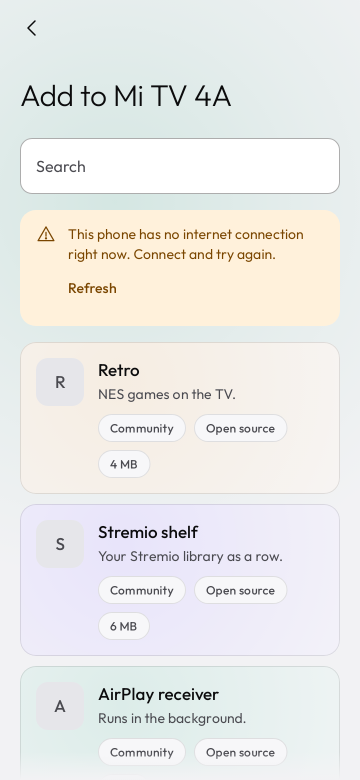 Add to Mi TV 4A
Search
This phone has no internet connection
right now. Connect and try again.
Refresh
R
Retro
NES games on the TV.
Community
Open source
4 MB
S
Stremio shelf
Your Stremio library as a row.
Community
Open source
6 MB
A
AirPlay receiver
Runs in the background.
Community
Open source